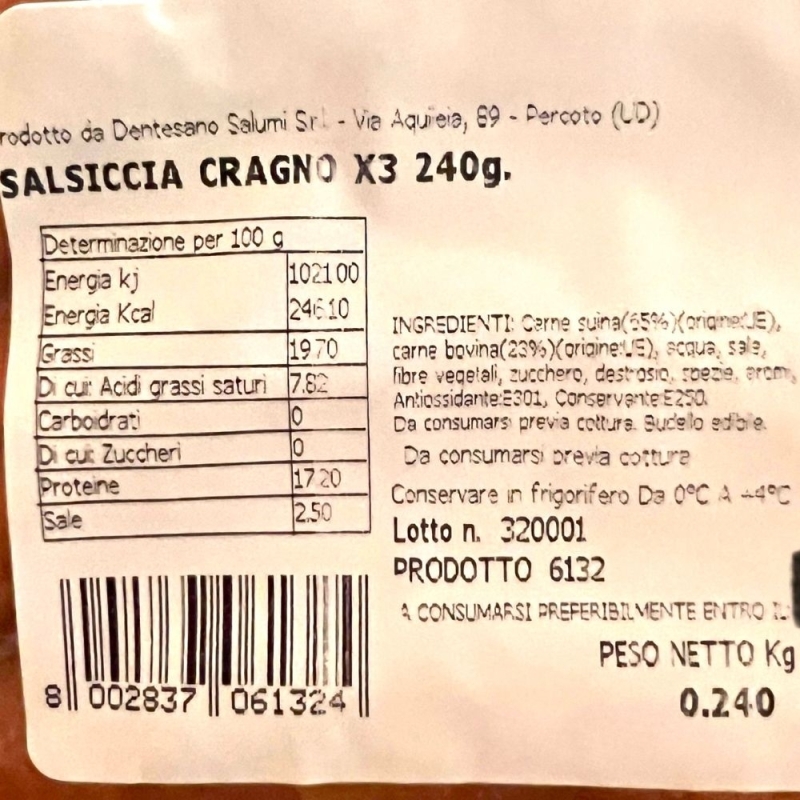 rodotto da Dentesano Salumi Srl - Via Aquileia, 69 - Percoto (UD)
SALSICCIA CRAGNO X3 240g.
Determinazione per 100 g
Energia kj 1021.00
Energia Kcal 246.10
Grassi 19.70
Di cui: Acidi grassi saturi 7.82
Carboidrati 0
Di cui: Zuccheri 0
Proteine 17.20
Sale 2.50
INGREDIENTI: Carne suina(65%)(origine:UE),
carne bovina(23%)(origine:UE), acqua, sale,
fibre vegetali, zucchero, destrosio, spezie, aromi,
Antiossidante:E301, Conservante:E250.
Da consumarsi previa cottura. Budello edibile.
Da consumarsi previa cottura
Conservare in frigorifero Da 0°C A +4°C
Lotto n. 320001
PRODOTTO 6132
A CONSUMARSI PREFERIBILMENTE ENTRO IL:
PESO NETTO Kg
0.240
8 002837 061324